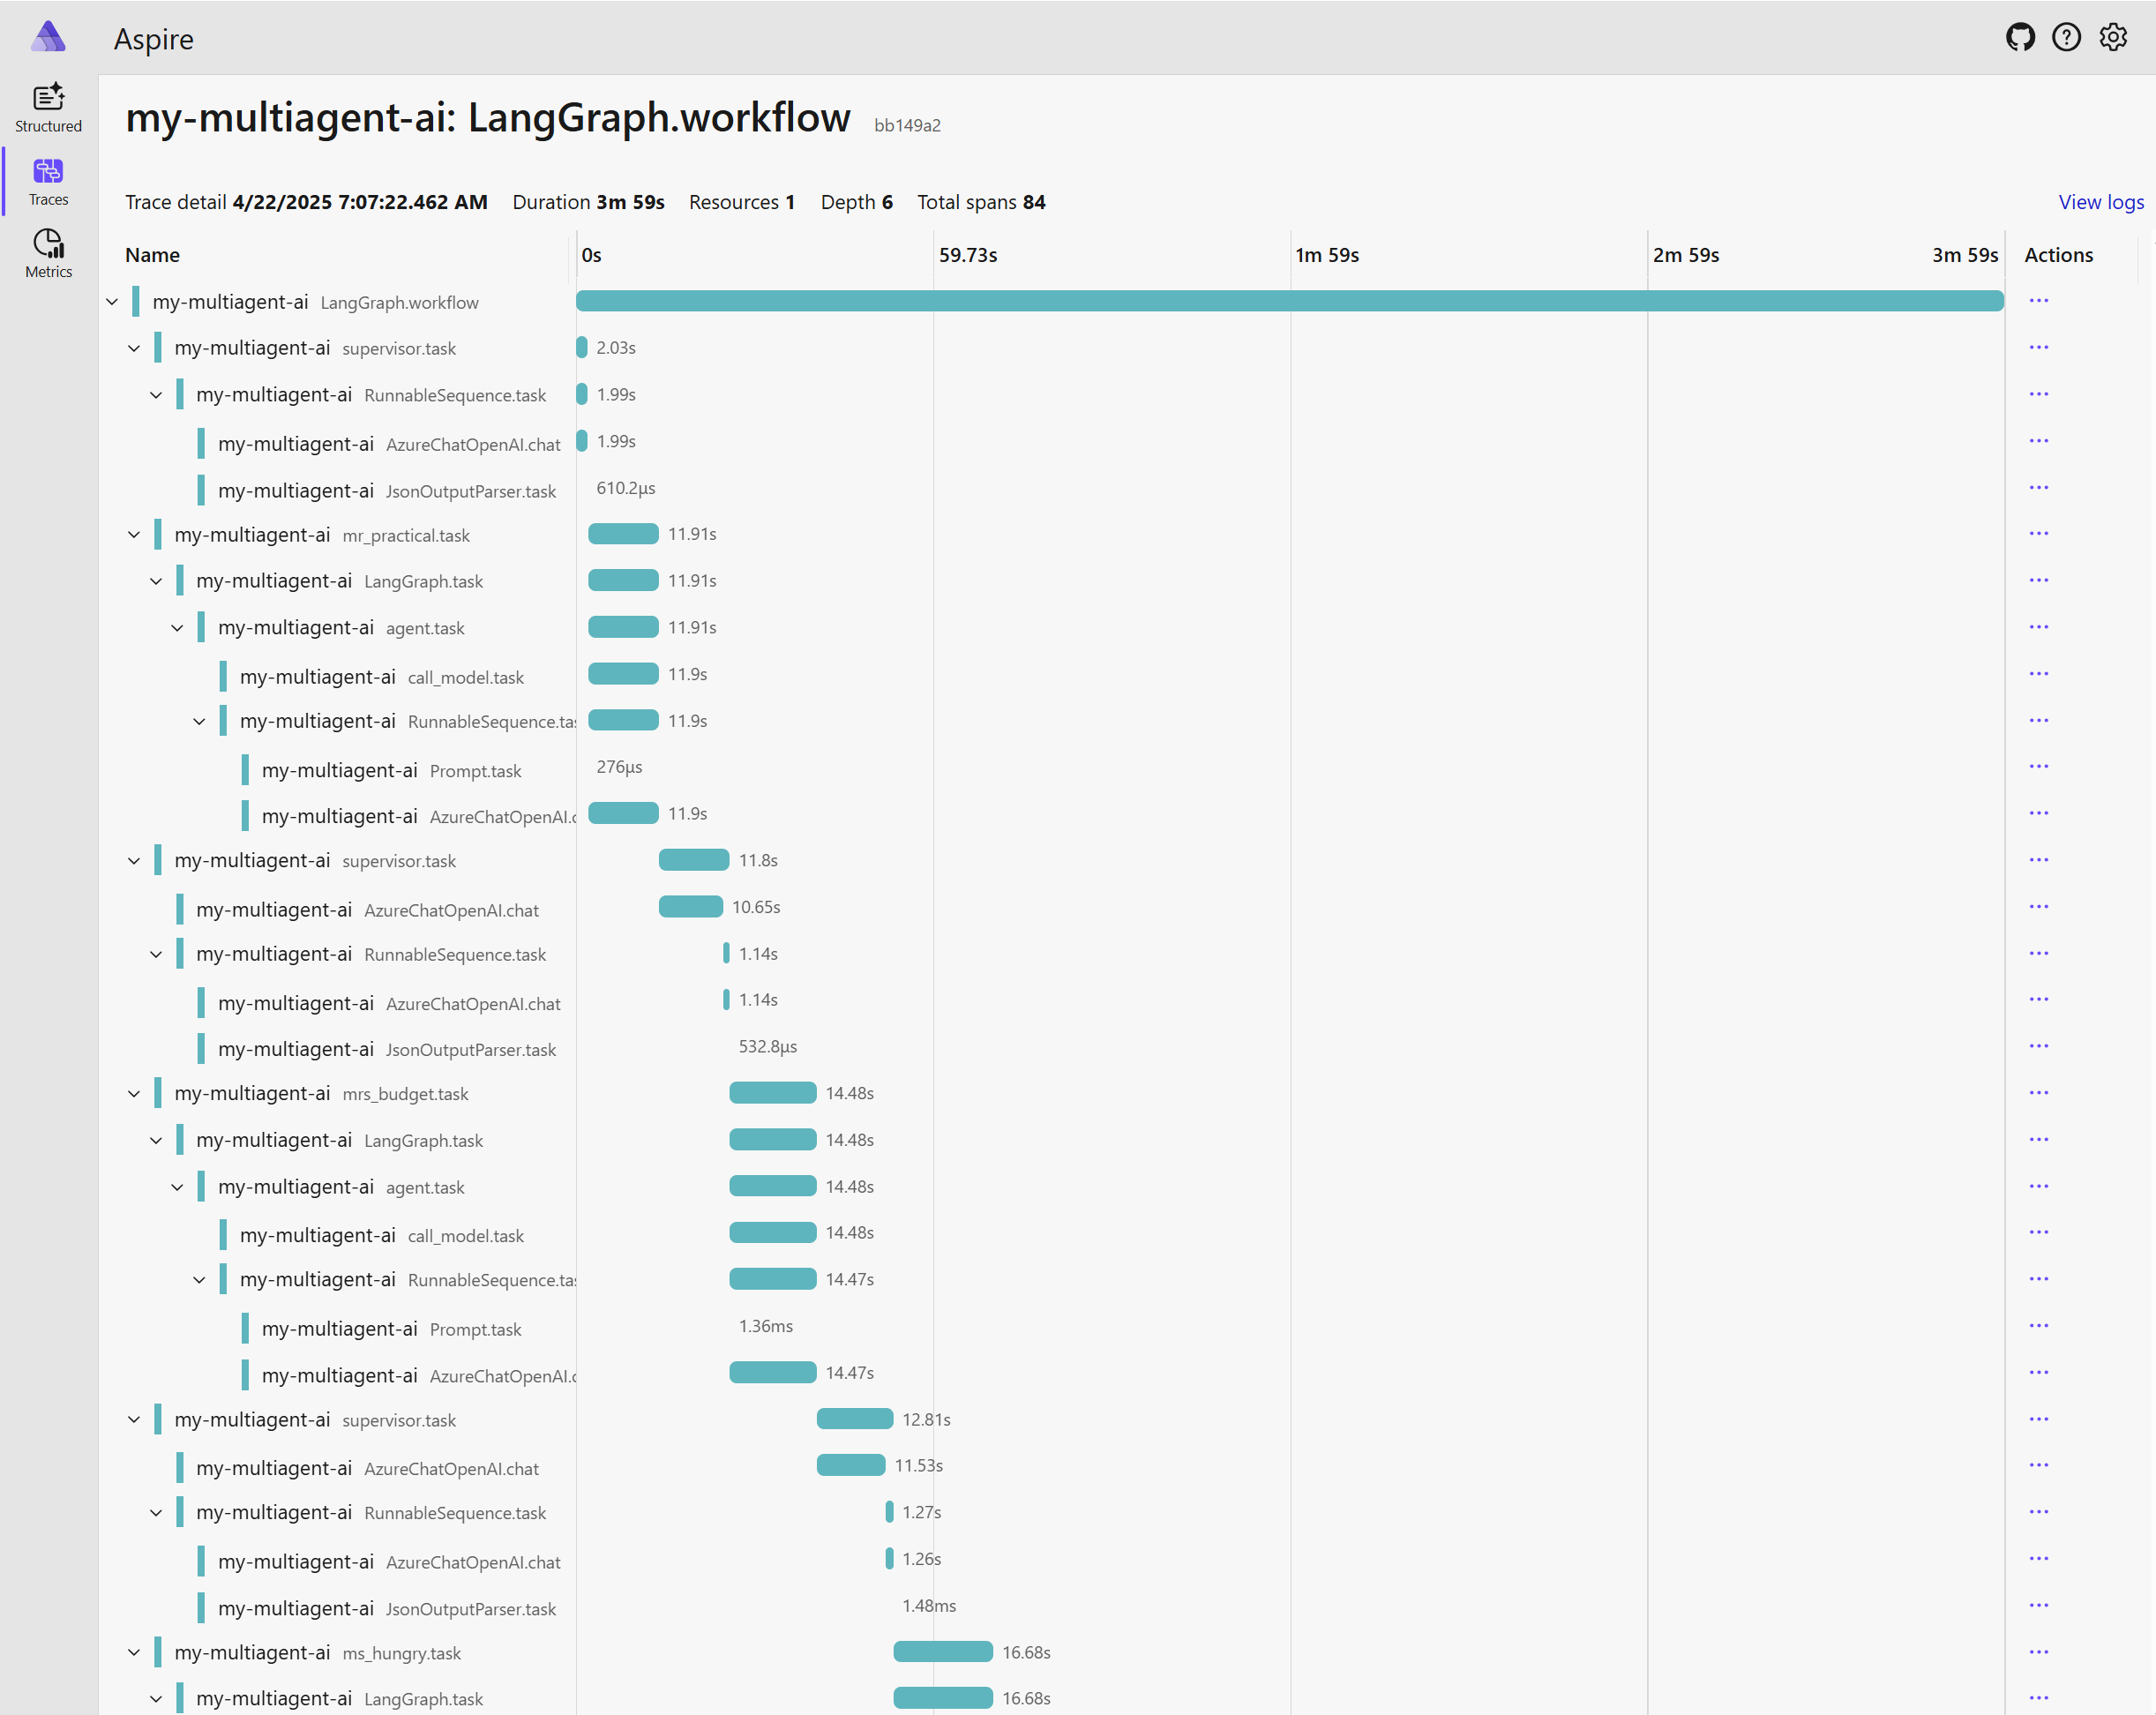 Aspire
Structured
Traces
Metrics
my-multiagent-ai: LangGraph.workflow bb149a2
Trace detail 4/22/2025 7:07:22.462 AM Duration 3m 59s Resources 1 Depth 6 Total spans 84 View logs
Name 0s 59.73s 1m 59s 2m 59s 3m 59s Actions
my-multiagent-ai LangGraph.workflow
my-multiagent-ai supervisor.task 2.03s
my-multiagent-ai RunnableSequence.task 1.99s
my-multiagent-ai AzureChatOpenAI.chat 1.99s
my-multiagent-ai JsonOutputParser.task 610.2μs
my-multiagent-ai mr_practical.task 11.91s
my-multiagent-ai LangGraph.task 11.91s
my-multiagent-ai agent.task 11.91s
my-multiagent-ai call_model.task 11.9s
my-multiagent-ai RunnableSequence.tas 11.9s
my-multiagent-ai Prompt.task 276μs
my-multiagent-ai AzureChatOpenAI.c 11.9s
my-multiagent-ai supervisor.task 11.8s
my-multiagent-ai AzureChatOpenAI.chat 10.65s
my-multiagent-ai RunnableSequence.task 1.14s
my-multiagent-ai AzureChatOpenAI.chat 1.14s
my-multiagent-ai JsonOutputParser.task 532.8μs
my-multiagent-ai mrs_budget.task 14.48s
my-multiagent-ai LangGraph.task 14.48s
my-multiagent-ai agent.task 14.48s
my-multiagent-ai call_model.task 14.48s
my-multiagent-ai RunnableSequence.tas 14.47s
my-multiagent-ai Prompt.task 1.36ms
my-multiagent-ai AzureChatOpenAI.c 14.47s
my-multiagent-ai supervisor.task 12.81s
my-multiagent-ai AzureChatOpenAI.chat 11.53s
my-multiagent-ai RunnableSequence.task 1.27s
my-multiagent-ai AzureChatOpenAI.chat 1.26s
my-multiagent-ai JsonOutputParser.task 1.48ms
my-multiagent-ai ms_hungry.task 16.68s
my-multiagent-ai LangGraph.task 16.68s